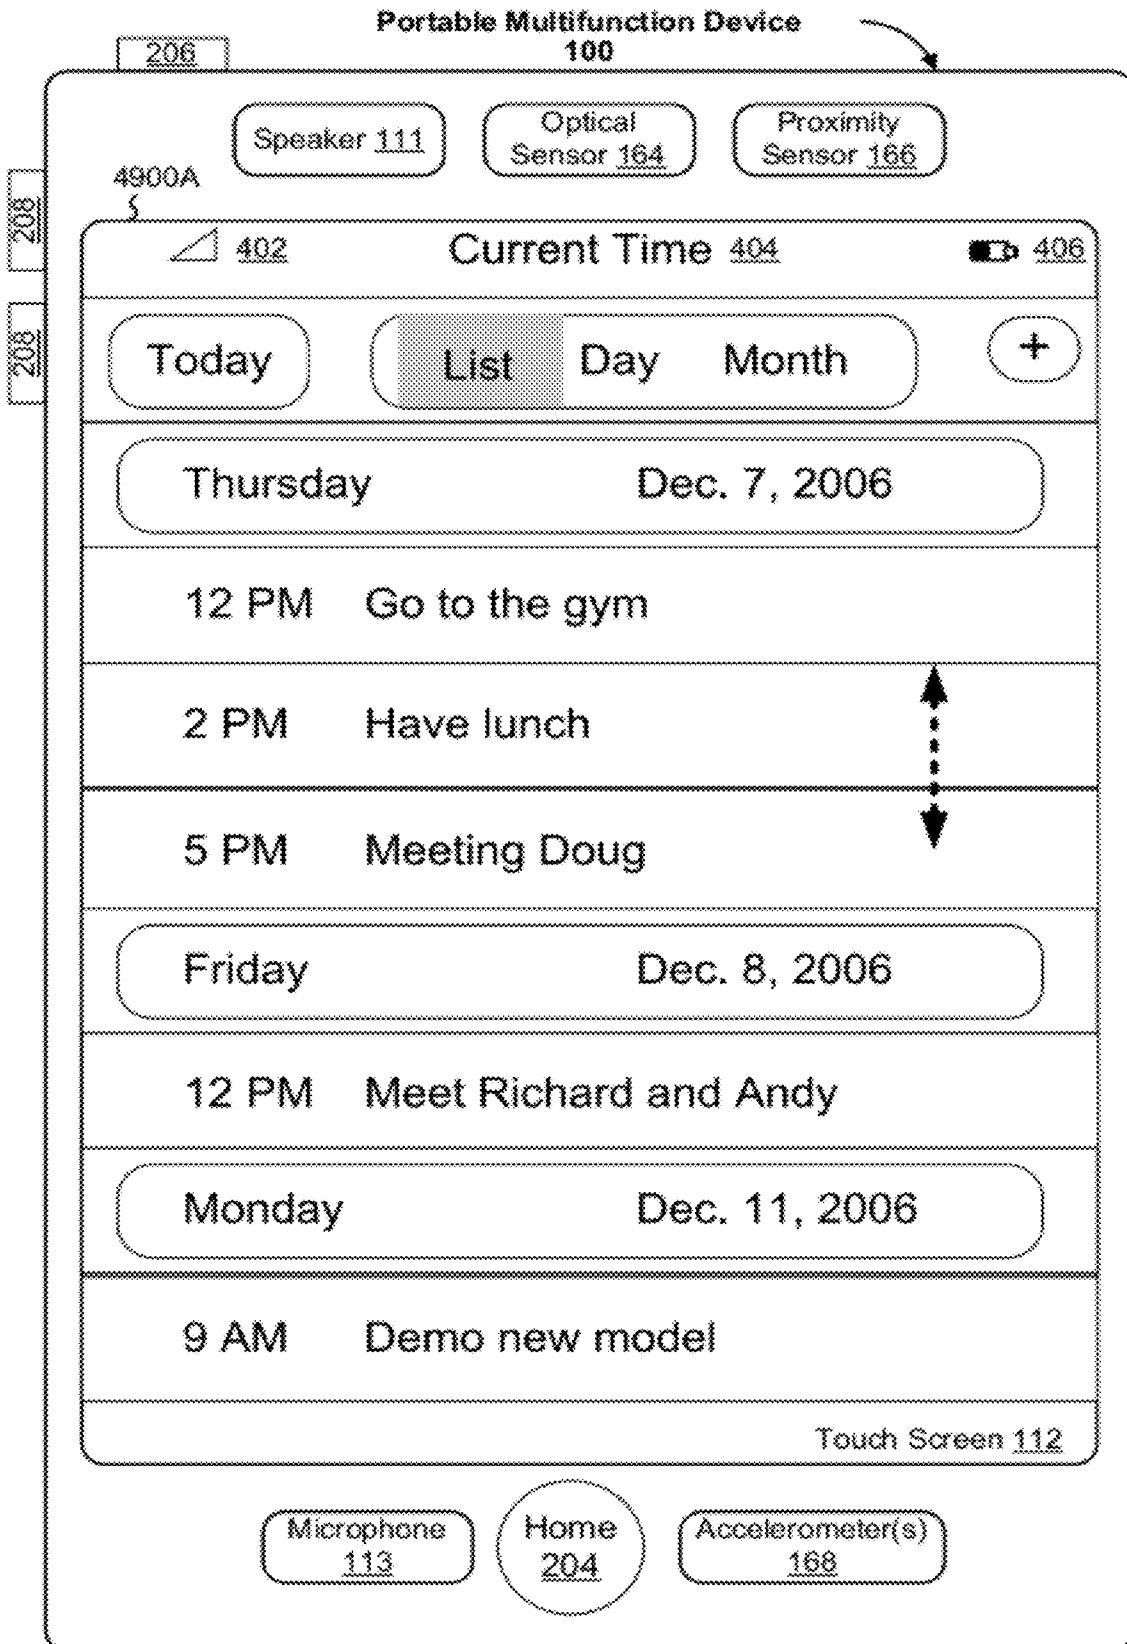 Portable Multifunction Device
100
206
Speaker 111
Optical
Sensor 164
Proximity
Sensor 166
4900A
208
402
Current Time 404
406
208
Today
List
Day
Month
+
Thursday Dec. 7, 2006
12 PM Go to the gym
2 PM Have lunch
5 PM Meeting Doug
Friday Dec. 8, 2006
12 PM Meet Richard and Andy
Monday Dec. 11, 2006
9 AM Demo new model
Touch Screen 112
Microphone
113
Home
204
Accelerometer(s)
168